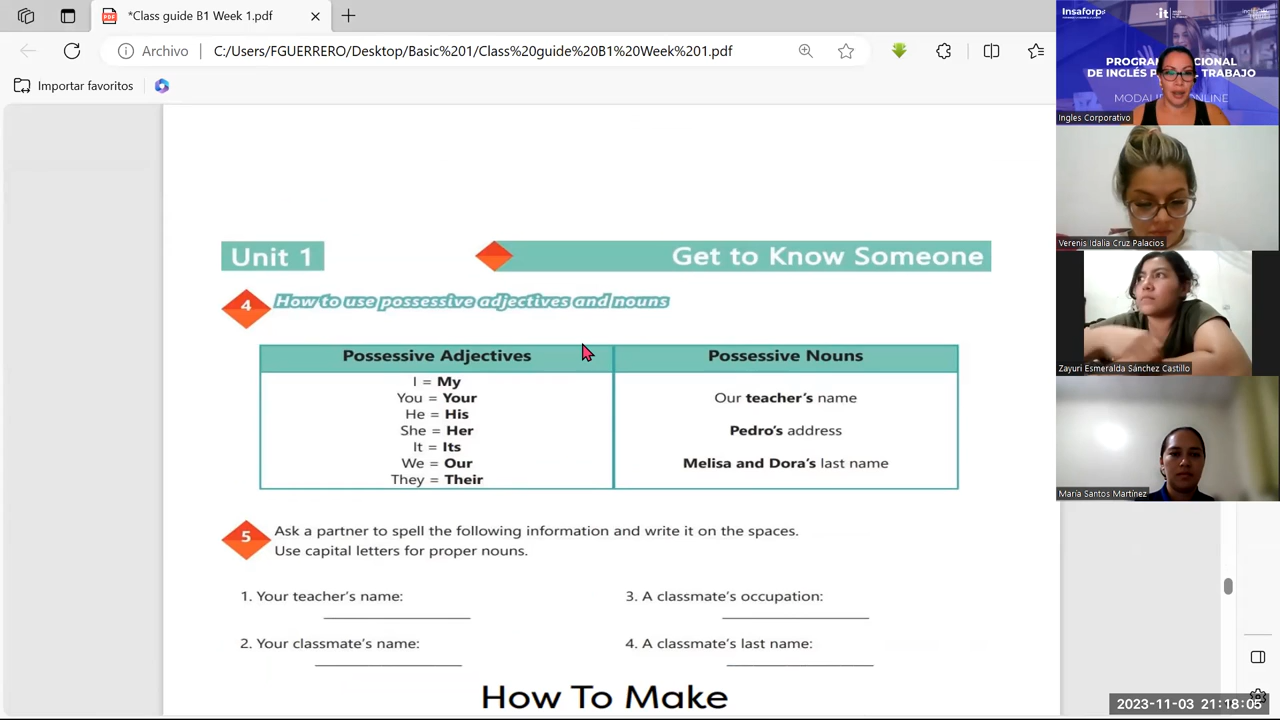 *Class guide B1 Week 1.pdf
Archivo
C:/Users/FGUERRERO/Desktop/Basic%201/Class%20guide%20B1%20Week%201.pdf
Importar favoritos
Unit 1
Get to Know Someone
4
How to use possessive adjectives and nouns
Possessive Adjectives
Possessive Nouns
I = My
You = Your
He = His
She = Her
It = Its
We = Our
They = Their
Our teacher's name
Pedro's address
Melisa and Dora's last name
5
Ask a partner to spell the following information and write it on the spaces.
Use capital letters for proper nouns.
1. Your teacher's name:
2. Your classmate's name:
3. A classmate's occupation:
4. A classmate's last name:
How To Make
Insaforp
DE INGLÉS TRABAJO
Ingles Corporativo
Verenis Idalia Cruz Palacios
Zayuri Esmeralda Sánchez Castillo
María Santos Martínez
2023-11-03 21:18:05